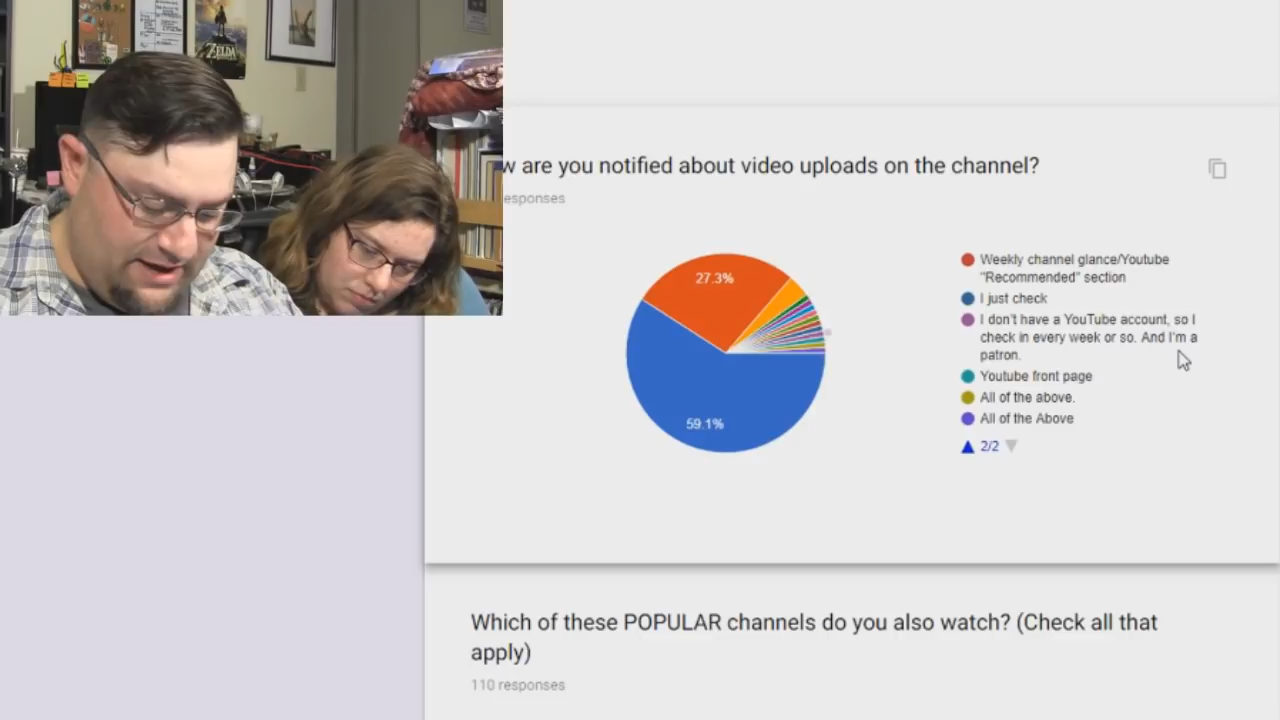 ZELDA
w are you notified about video uploads on the channel?
esponses
27.3%
59.1%
Weekly channel glance/Youtube
"Recommended" section
I just check
I don't have a YouTube account, so I
check in every week or so. And I'm a
patron.
Youtube front page
All of the above.
All of the Above
2/2
Which of these POPULAR channels do you also watch? (Check all that
apply)
110 responses